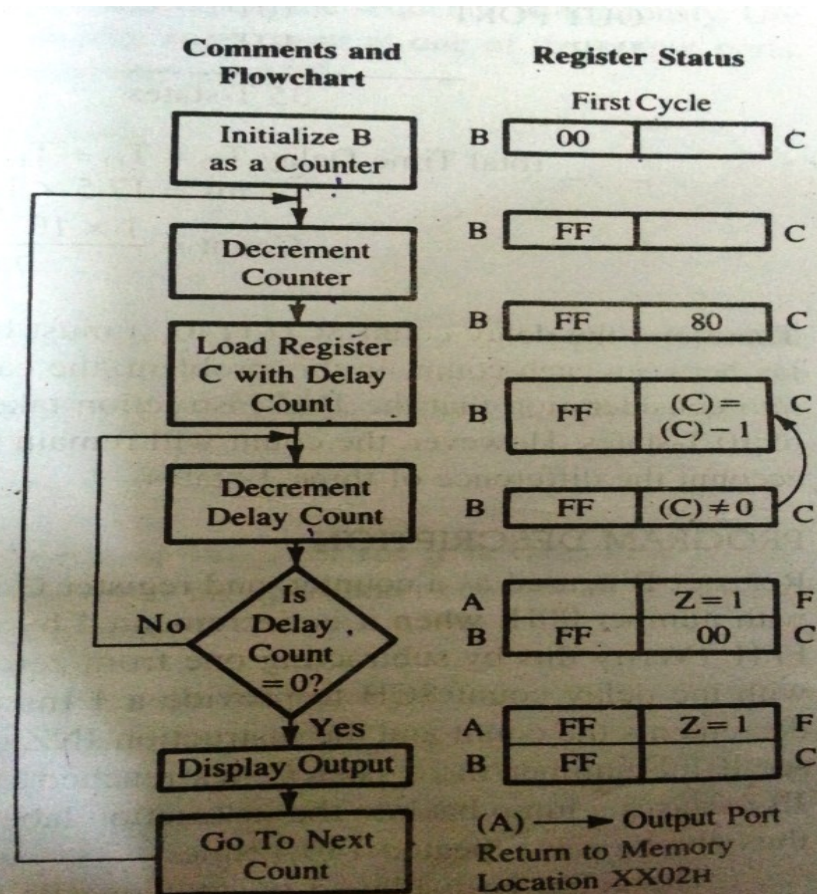 Comments and
Flowchart
Register Status
First Cycle
Initialize B
as a Counter
B 00 C
Decrement
Counter
B FF C
Load Register
C with Delay
Count
B FF 80 C
B FF (C) = C
(C) − 1
Decrement
Delay Count
B FF (C) ≠ 0 C
Is
Delay
Count
= 0?
No
Yes
A Z = 1 F
B FF 00 C
Display Output
A FF Z = 1 F
B FF C
Go To Next
Count
(A) → Output Port
Return to Memory
Location XX02H